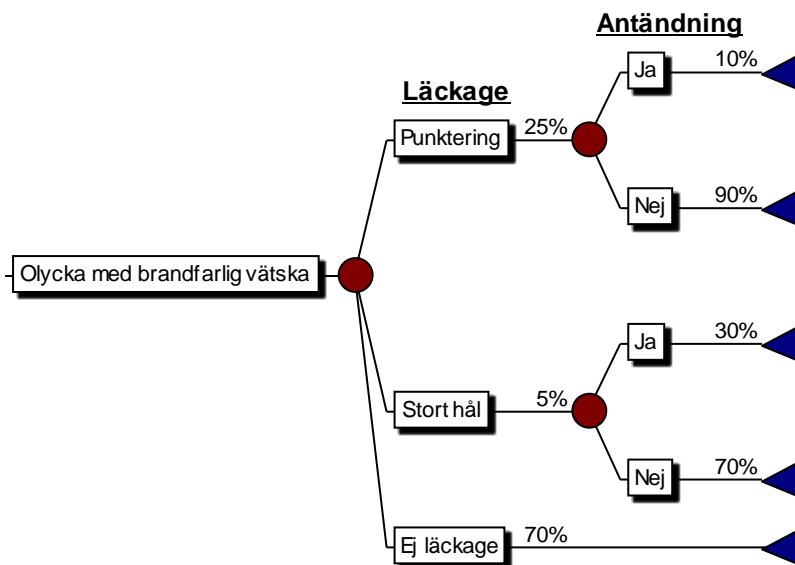 Antändning
Ja 10%
Läckage
Punktering 25%
Nej 90%
Olycka med brandfarlig vätska
Ja 30%
Stort hål 5%
Nej 70%
Ej läckage 70%